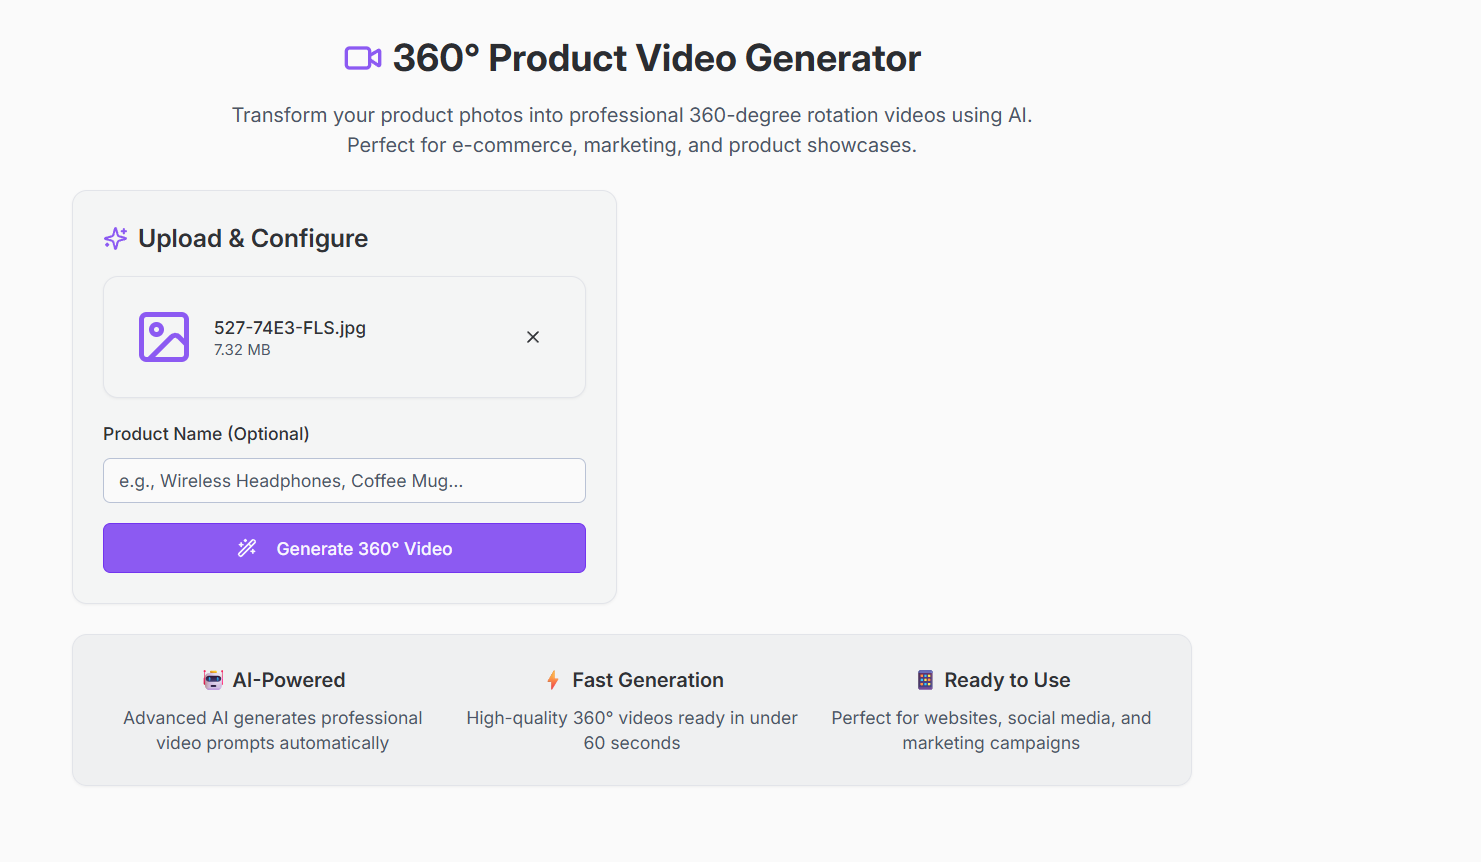 360° Product Video Generator
Transform your product photos into professional 360-degree rotation videos using AI.
Perfect for e-commerce, marketing, and product showcases.
Upload & Configure
527-74E3-FLS.jpg
7.32 MB
Product Name (Optional)
e.g., Wireless Headphones, Coffee Mug...
Generate 360° Video
AI-Powered
Advanced AI generates professional
video prompts automatically
Fast Generation
High-quality 360° videos ready in under
60 seconds
Ready to Use
Perfect for websites, social media, and
marketing campaigns